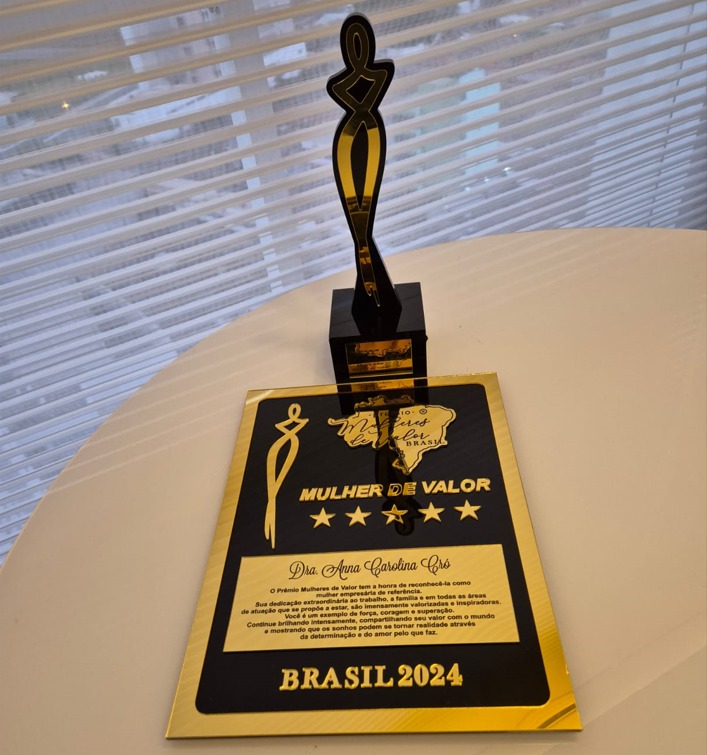 Mulheres
de Valor
BRASIL
MULHER DE VALOR
Dra. Anna Carolina Cró
O Prêmio Mulheres de Valor tem a honra de reconhecê-la como
mulher empresária de referência.
Sua dedicação extraordinária ao trabalho, a família e em todas as áreas
de atuação que se propõe a estar, são imensamente valorizadas e inspiradoras.
Você é um exemplo de força, coragem e superação.
Continue brilhando intensamente, compartilhando seu valor com o mundo
e mostrando que os sonhos podem se tornar realidade através
da determinação e do amor pelo que faz.
BRASIL 2024